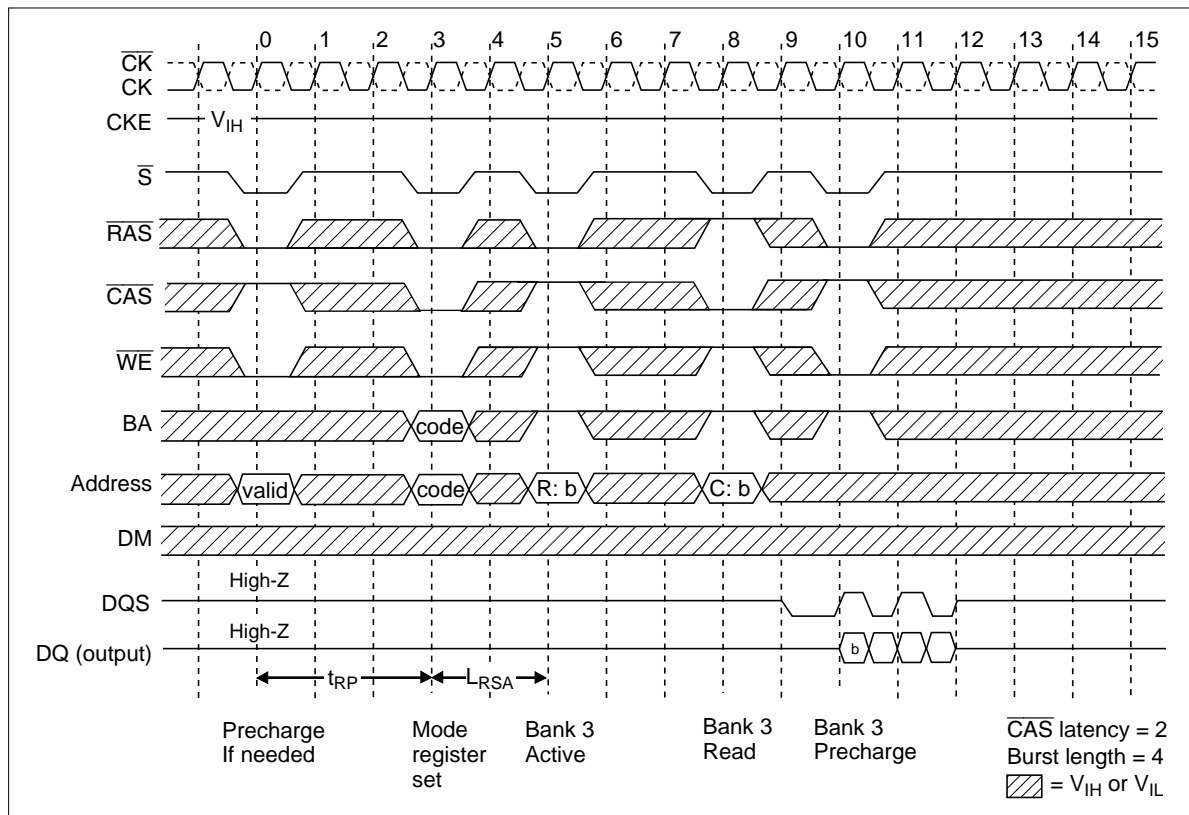 0 1 2 3 4 5 6 7 8 9 10 11 12 13 14 15
CK
CK
CKE
VIH
S
RAS
CAS
WE
BA
code
Address
valid
code
R: b
C: b
DM
High-Z
DQS
High-Z
DQ (output)
b
tRP
LRSA
Precharge
If needed
Mode
register
set
Bank 3
Active
Bank 3
Read
Bank 3
Precharge
CAS latency = 2
Burst length = 4
= VIH or VIL